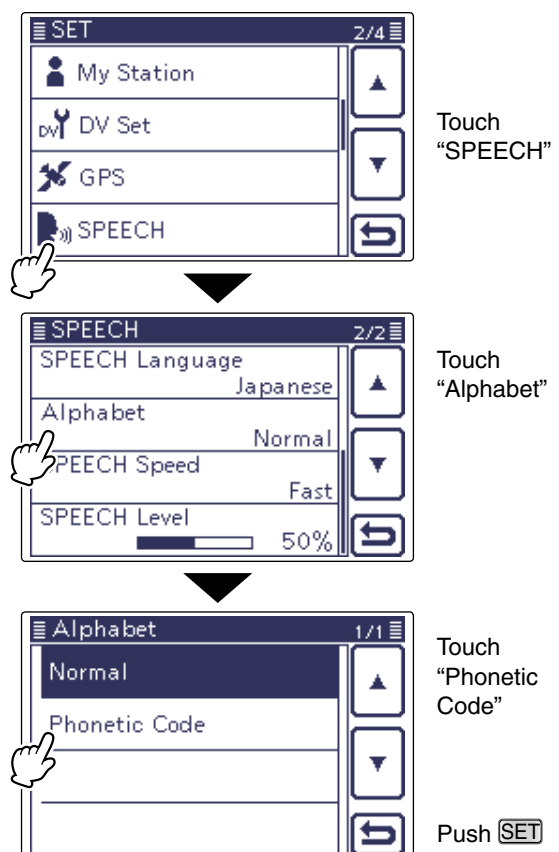 SET 2/4
My Station
DV DV Set
GPS
SPEECH
Touch
“SPEECH”
SPEECH 2/2
SPEECH Language
Japanese
Alphabet
Normal
SPEECH Speed
Fast
SPEECH Level
50%
Touch
“Alphabet”
Alphabet 1/1
Normal
Phonetic Code
Touch
“Phonetic
Code”
Push SET